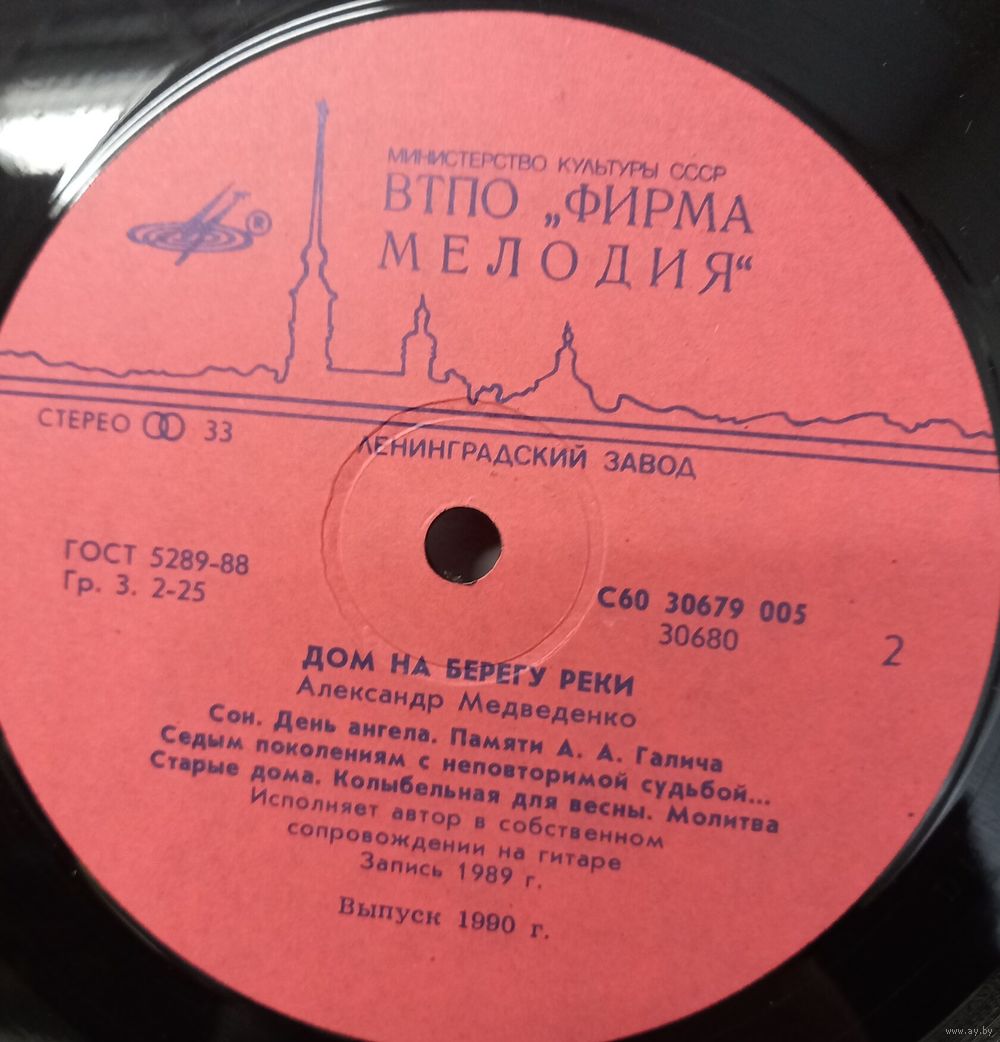 МИНИСТЕРСТВО КУЛЬТУРЫ СССР
ВТПО „ФИРМА
МЕЛОДИЯ“
®
СТЕРЕО 33
ЛЕНИНГРАДСКИЙ ЗАВОД
ГОСТ 5289-88
Гр. 3. 2-25
С60 30679 005
30680
2
ДОМ НА БЕРЕГУ РЕКИ
Александр Медведенко
Сон. День ангела. Памяти А. А. Галича
Седым поколениям с неповторимой судьбой...
Старые дома. Колыбельная для весны. Молитва
Исполняет автор в собственном
сопровождении на гитаре
Запись 1989 г.
Выпуск 1990 г.
www.ay.by